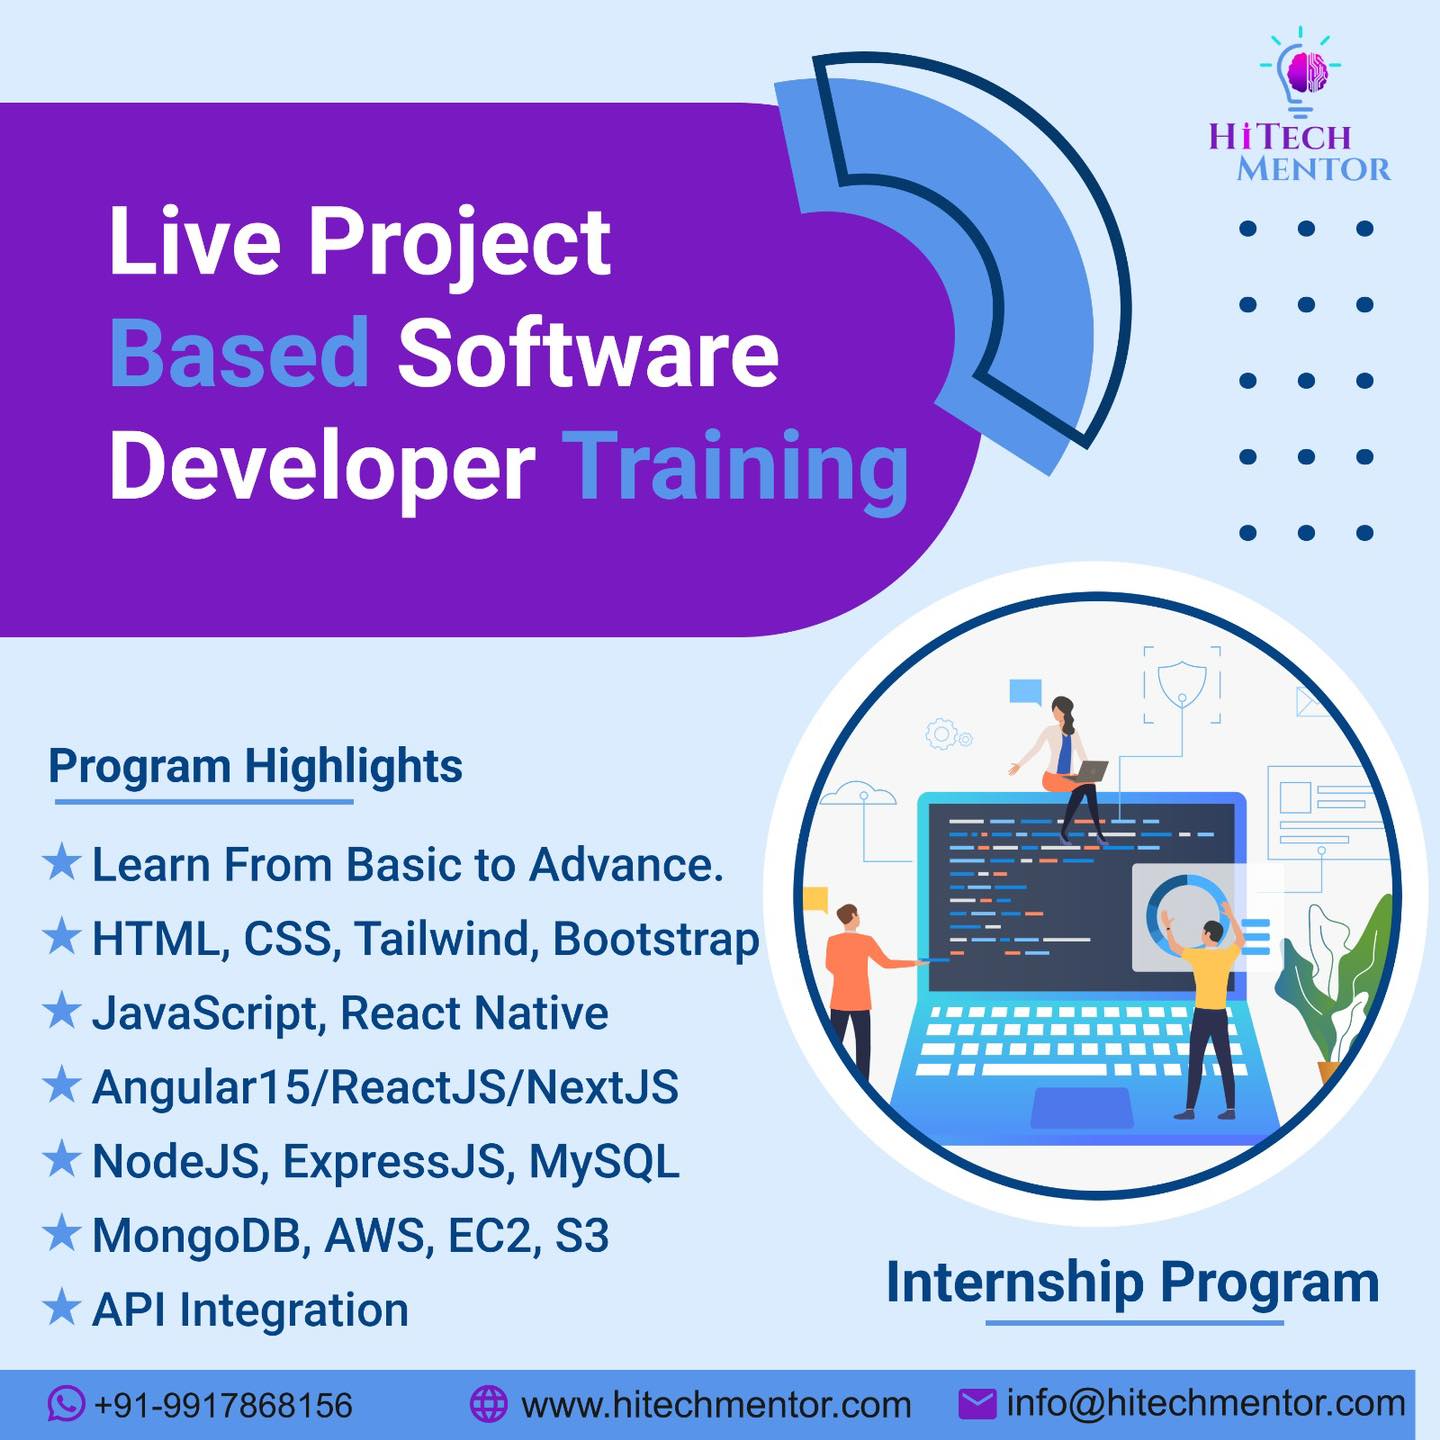 HiTech
Mentor
Live Project
Based Software
Developer Training
Program Highlights
Learn From Basic to Advance.
HTML, CSS, Tailwind, Bootstrap
JavaScript, React Native
Angular15/ReactJS/NextJS
NodeJS, ExpressJS, MySQL
MongoDB, AWS, EC2, S3
API Integration
Internship Program
+91-9917868156
www.hitechmentor.com
info@hitechmentor.com